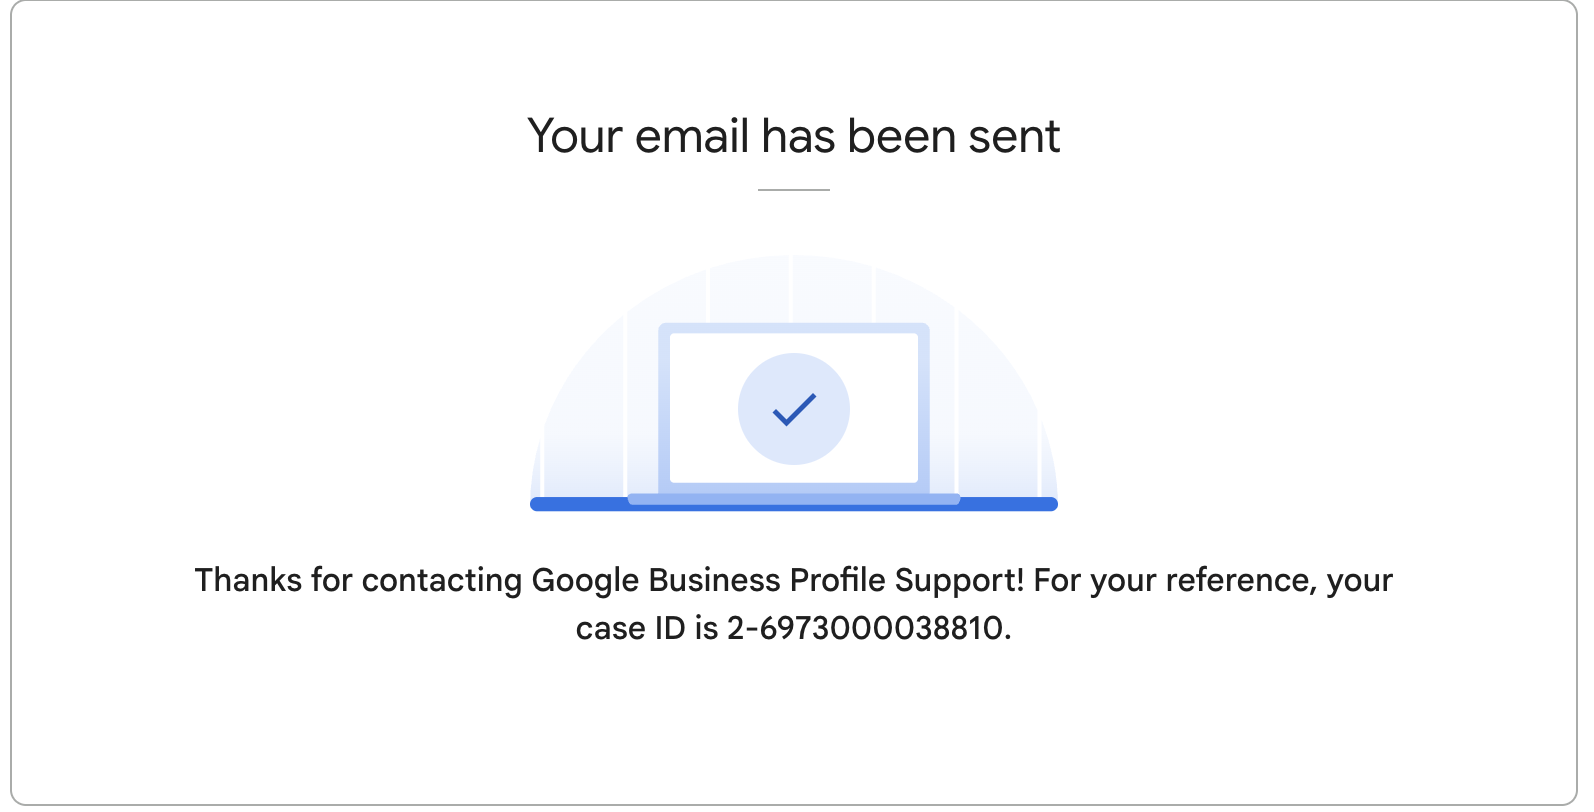 Your email has been sent
Thanks for contacting Google Business Profile Support! For your reference, your
case ID is 2-6973000038810.